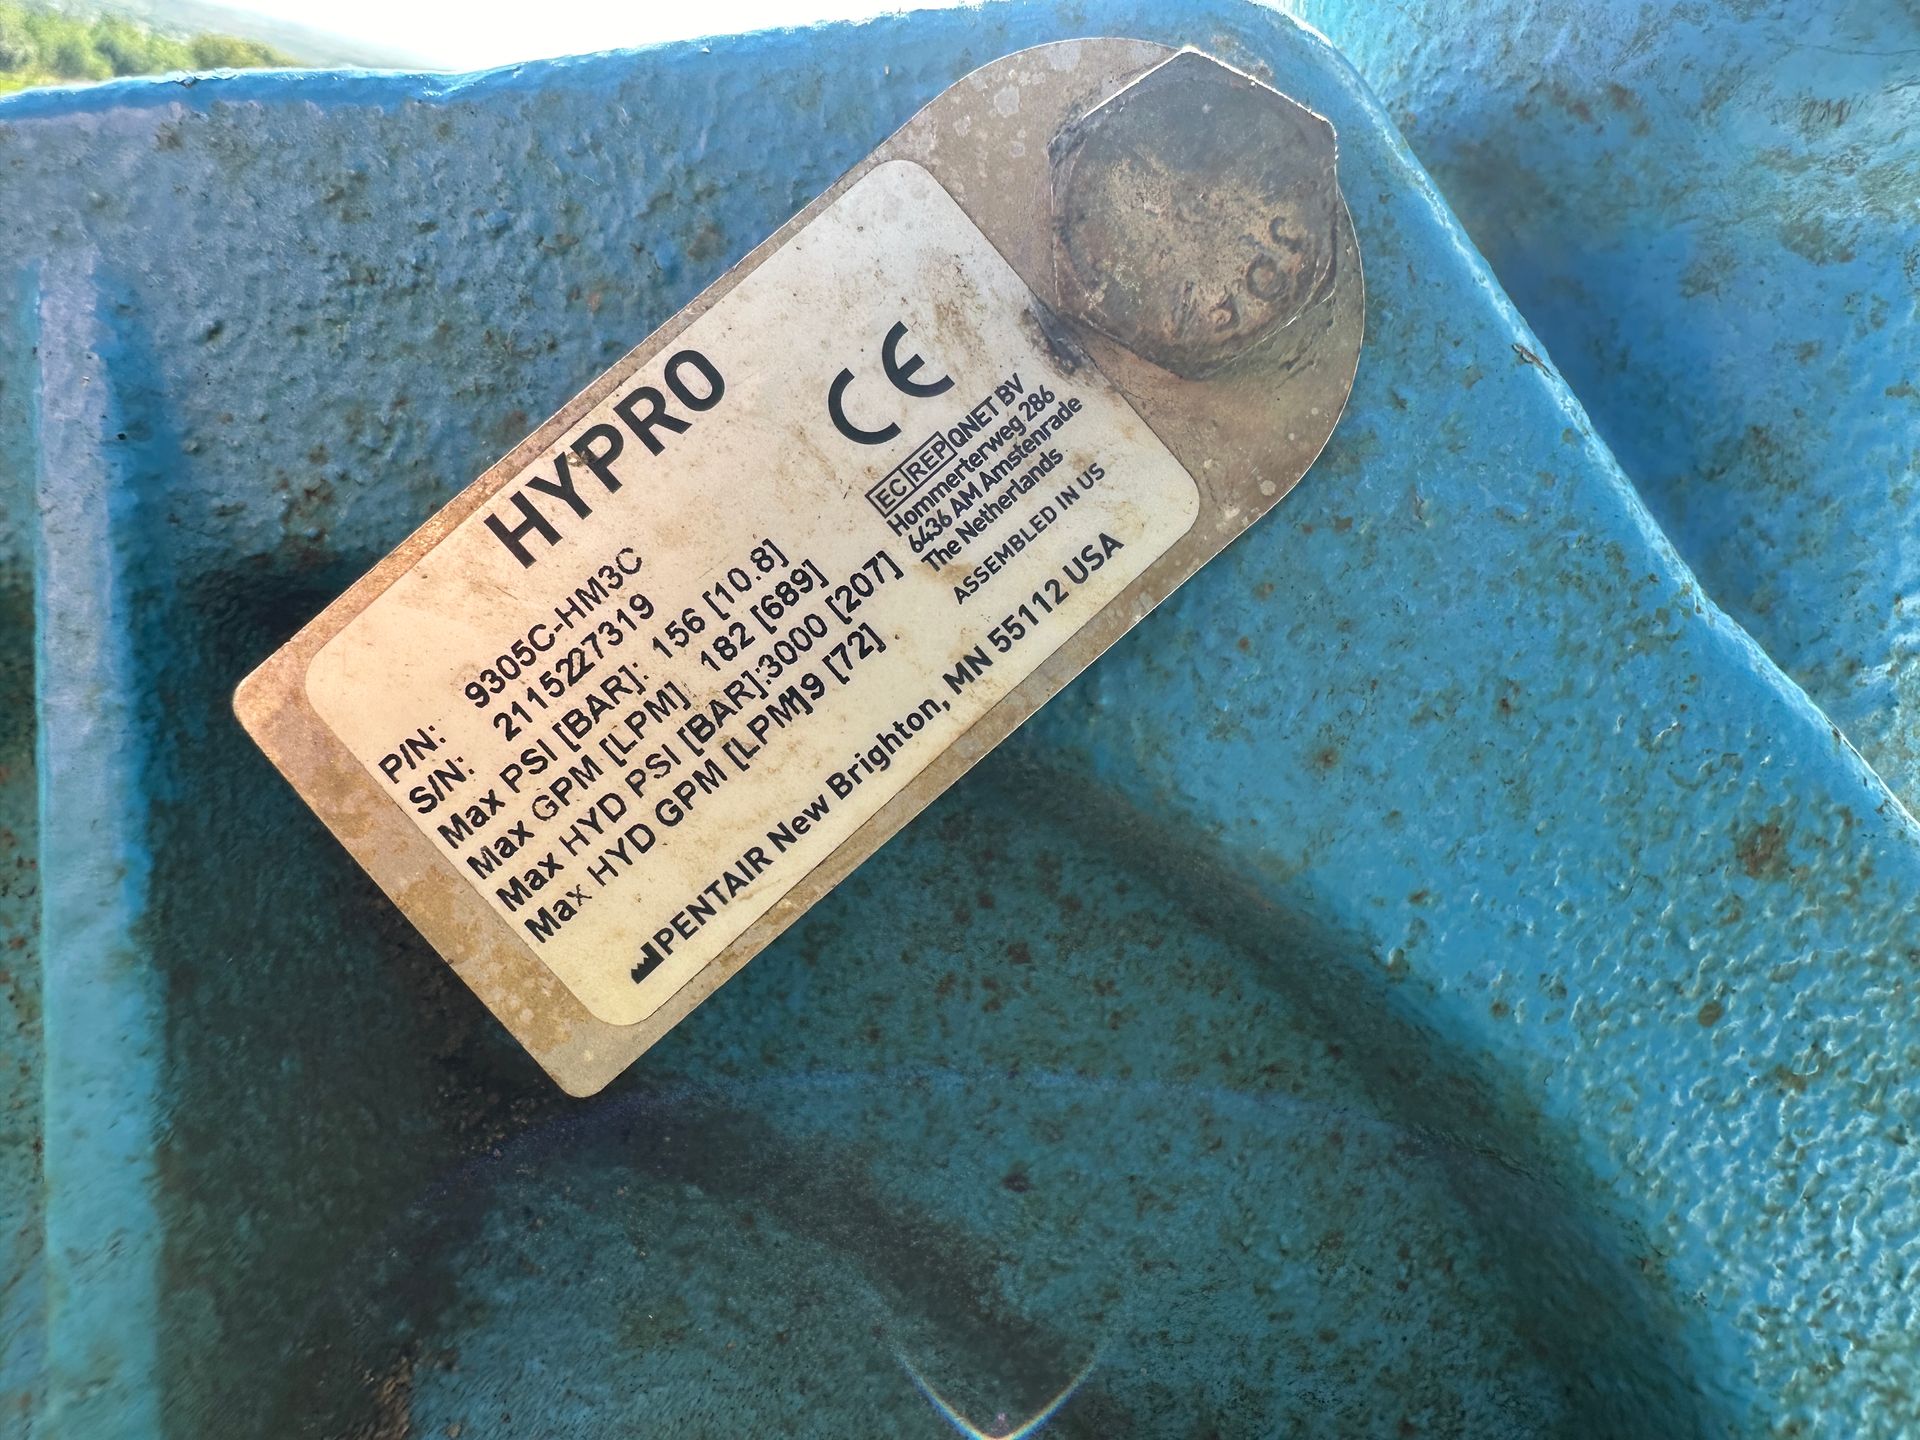 HYPRO
CE
EC REP QNET BV
Hommerterweg 286
6436 AM Amstenrade
The Netherlands
ASSEMBLED IN US
P/N: 9305C-HM3C
S/N: 2115227319
Max PSI [BAR]: 156 [10.8]
Max GPM [LPM] 182 [689]
Max HYD PSI [BAR]:3000 [207]
Max HYD GPM [LPM]19 [72]
PENTAIR New Brighton, MN 55112 USA